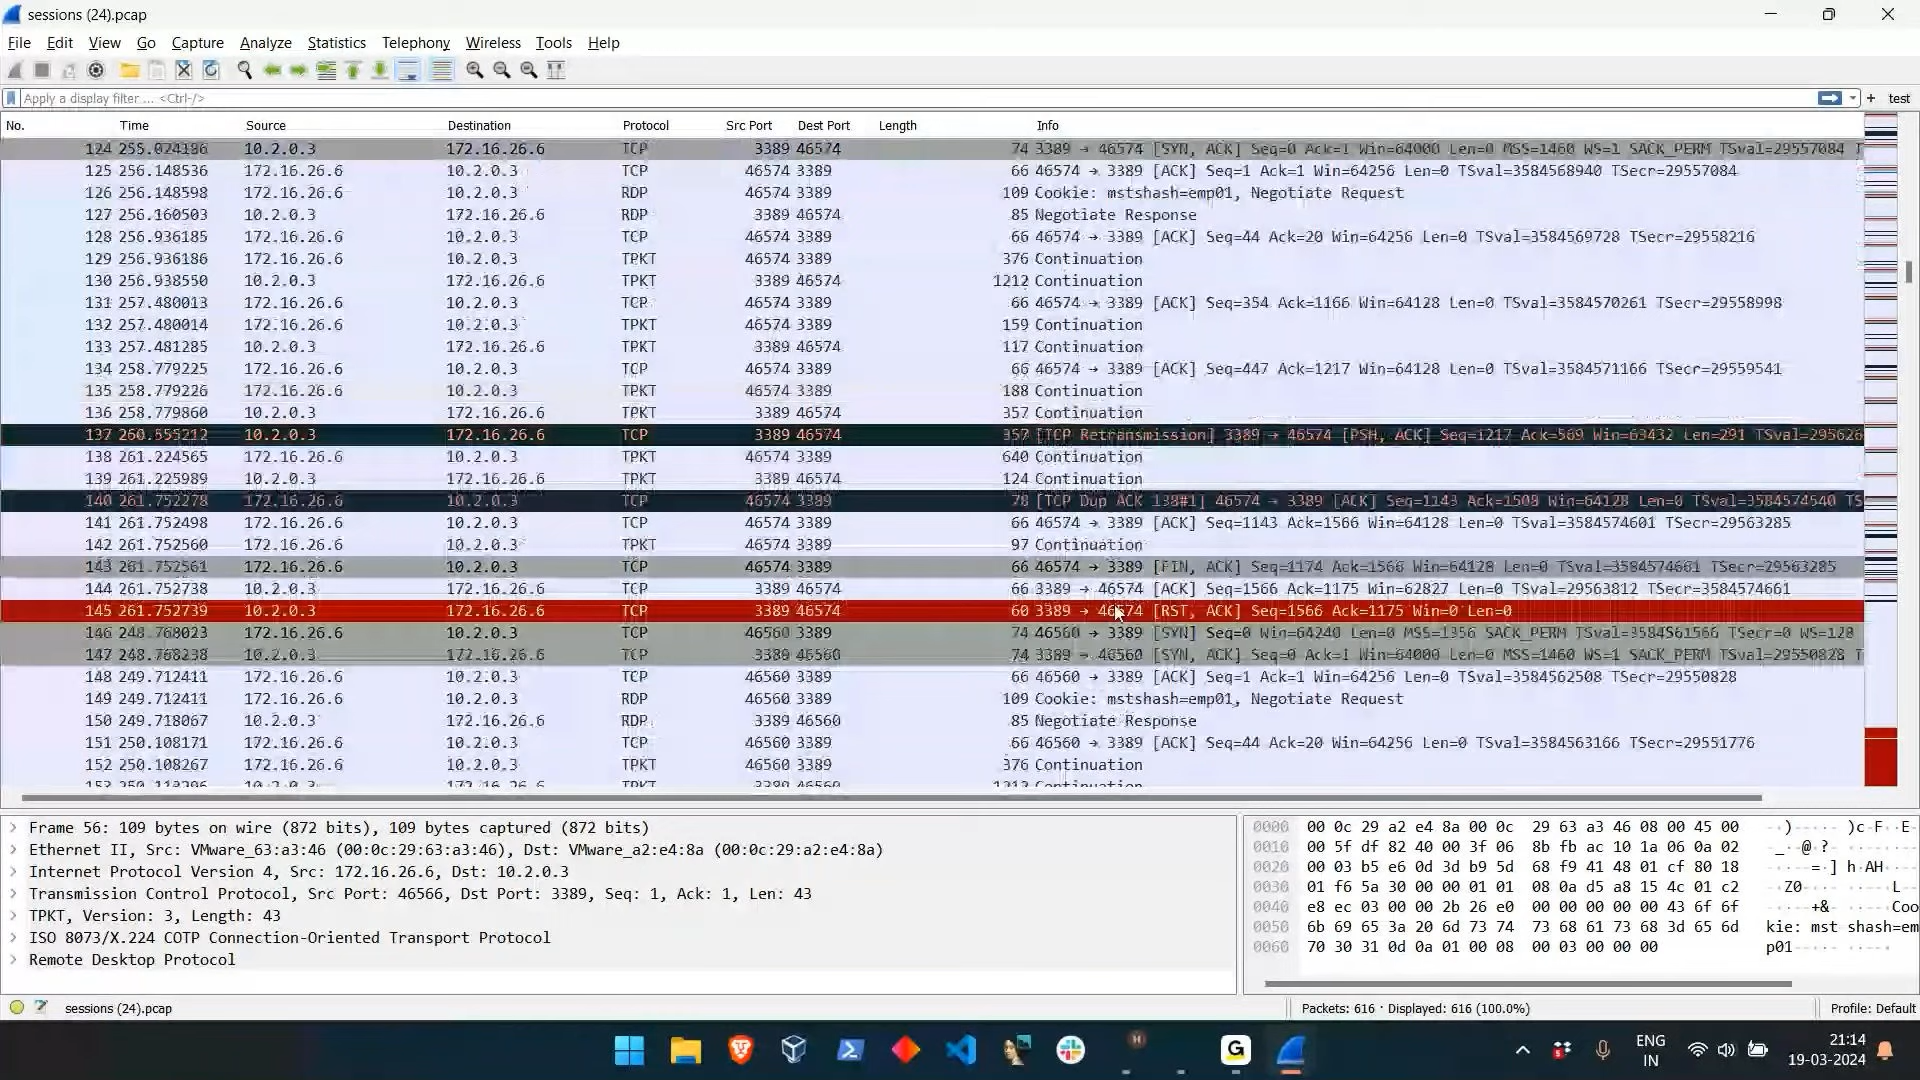 sessions (24).pcap
File Edit View Go Capture Analyze Statistics Telephony Wireless Tools Help
Apply a display filter ... <Ctrl-/> + test
No. Time Source Destination Protocol Src Port Dest Port Length Info
124 255.024186 10.2.0.3 172.16.26.6 TCP 3389 46574 74 3389 → 46574 [SYN, ACK] Seq=0 Ack=1 Win=64000 Len=0 MSS=1460 WS=1 SACK_PERM TSval=29557084 T
125 256.148536 172.16.26.6 10.2.0.3 TCP 46574 3389 66 46574 → 3389 [ACK] Seq=1 Ack=1 Win=64256 Len=0 TSval=3584568940 TSecr=29557084
126 256.148598 172.16.26.6 10.2.0.3 RDP 46574 3389 109 Cookie: mstshash=emp01, Negotiate Request
127 256.160503 10.2.0.3 172.16.26.6 RDP 3389 46574 85 Negotiate Response
128 256.936185 172.16.26.6 10.2.0.3 TCP 46574 3389 66 46574 → 3389 [ACK] Seq=44 Ack=20 Win=64256 Len=0 TSval=3584569728 TSecr=29558216
129 256.936186 172.16.26.6 10.2.0.3 TPKT 46574 3389 376 Continuation
130 256.938550 10.2.0.3 172.16.26.6 TPKT 3389 46574 1212 Continuation
131 257.480013 172.16.26.6 10.2.0.3 TCP 46574 3389 66 46574 → 3389 [ACK] Seq=354 Ack=1166 Win=64128 Len=0 TSval=3584570261 TSecr=29558998
132 257.480014 172.16.26.6 10.2.0.3 TPKT 46574 3389 159 Continuation
133 257.481285 10.2.0.3 172.16.26.6 TPKT 3389 46574 117 Continuation
134 258.779225 172.16.26.6 10.2.0.3 TCP 46574 3389 66 46574 → 3389 [ACK] Seq=447 Ack=1217 Win=64128 Len=0 TSval=3584571166 TSecr=29559541
135 258.779226 172.16.26.6 10.2.0.3 TPKT 46574 3389 188 Continuation
136 258.779860 10.2.0.3 172.16.26.6 TPKT 3389 46574 357 Continuation
137 260.555212 10.2.0.3 172.16.26.6 TCP 3389 46574 357 [TCP Retransmission] 3389 → 46574 [PSH, ACK] Seq=1217 Ack=569 Win=63432 Len=291 TSval=295626
138 261.224565 172.16.26.6 10.2.0.3 TPKT 46574 3389 640 Continuation
139 261.225989 10.2.0.3 172.16.26.6 TPKT 3389 46574 124 Continuation
140 261.752278 172.16.26.6 10.2.0.3 TCP 46574 3389 78 [TCP Dup ACK 138#1] 46574 → 3389 [ACK] Seq=1143 Ack=1508 Win=64128 Len=0 TSval=3584574540 TS
141 261.752498 172.16.26.6 10.2.0.3 TCP 46574 3389 66 46574 → 3389 [ACK] Seq=1143 Ack=1566 Win=64128 Len=0 TSval=3584574601 TSecr=29563285
142 261.752560 172.16.26.6 10.2.0.3 TPKT 46574 3389 97 Continuation
143 261.752561 172.16.26.6 10.2.0.3 TCP 46574 3389 66 46574 → 3389 [FIN, ACK] Seq=1174 Ack=1566 Win=64128 Len=0 TSval=3584574661 TSecr=29563285
144 261.752738 10.2.0.3 172.16.26.6 TCP 3389 46574 66 3389 → 46574 [ACK] Seq=1566 Ack=1175 Win=62827 Len=0 TSval=29563812 TSecr=3584574661
145 261.752739 10.2.0.3 172.16.26.6 TCP 3389 46574 60 3389 → 46574 [RST, ACK] Seq=1566 Ack=1175 Win=0 Len=0
146 248.768023 172.16.26.6 10.2.0.3 TCP 46560 3389 74 46560 → 3389 [SYN] Seq=0 Win=64240 Len=0 MSS=1356 SACK_PERM TSval=3584561566 TSecr=0 WS=128
147 248.768238 10.2.0.3 172.16.26.6 TCP 3389 46560 74 3389 → 46560 [SYN, ACK] Seq=0 Ack=1 Win=64000 Len=0 MSS=1460 WS=1 SACK_PERM TSval=29550828 T
148 249.712411 172.16.26.6 10.2.0.3 TCP 46560 3389 66 46560 → 3389 [ACK] Seq=1 Ack=1 Win=64256 Len=0 TSval=3584562508 TSecr=29550828
149 249.712411 172.16.26.6 10.2.0.3 RDP 46560 3389 109 Cookie: mstshash=emp01, Negotiate Request
150 249.718067 10.2.0.3 172.16.26.6 RDP 3389 46560 85 Negotiate Response
151 250.108171 172.16.26.6 10.2.0.3 TCP 46560 3389 66 46560 → 3389 [ACK] Seq=44 Ack=20 Win=64256 Len=0 TSval=3584563166 TSecr=29551776
152 250.108267 172.16.26.6 10.2.0.3 TPKT 46560 3389 376 Continuation
10.2.0.3 172.16.26.6 TPKT 3389 46560 1212 Continuation
Frame 56: 109 bytes on wire (872 bits), 109 bytes captured (872 bits)
Ethernet II, Src: VMware_63:a3:46 (00:0c:29:63:a3:46), Dst: VMware_a2:e4:8a (00:0c:29:a2:e4:8a)
Internet Protocol Version 4, Src: 172.16.26.6, Dst: 10.2.0.3
Transmission Control Protocol, Src Port: 46566, Dst Port: 3389, Seq: 1, Ack: 1, Len: 43
TPKT, Version: 3, Length: 43
ISO 8073/X.224 COTP Connection-Oriented Transport Protocol
Remote Desktop Protocol
0000 00 0c 29 a2 e4 8a 00 0c 29 63 a3 46 08 00 45 00 ··)····· )c·F··E·
0010 00 5f df 82 40 00 3f 06 8b fb ac 10 1a 06 0a 02 ·_··@·?· ········
0020 00 03 b5 e6 0d 3d b9 5d 68 f9 41 48 01 cf 80 18 ·····=·] h·AH····
0030 01 f6 5a 30 00 00 01 01 08 0a d5 a8 15 4c 01 c2 ··Z0···· ·····L··
0040 e8 ec 03 00 00 2b 26 e0 00 00 00 00 00 43 6f 6f ·····+&· ·····Coo
0050 6b 69 65 3a 20 6d 73 74 73 68 61 73 68 3d 65 6d kie: mst shash=em
0060 70 30 31 0d 0a 01 00 08 00 03 00 00 00 p01····· ·····
sessions (24).pcap Packets: 616 · Displayed: 616 (100.0%) Profile: Default
ENG 21:14
IN 19-03-2024